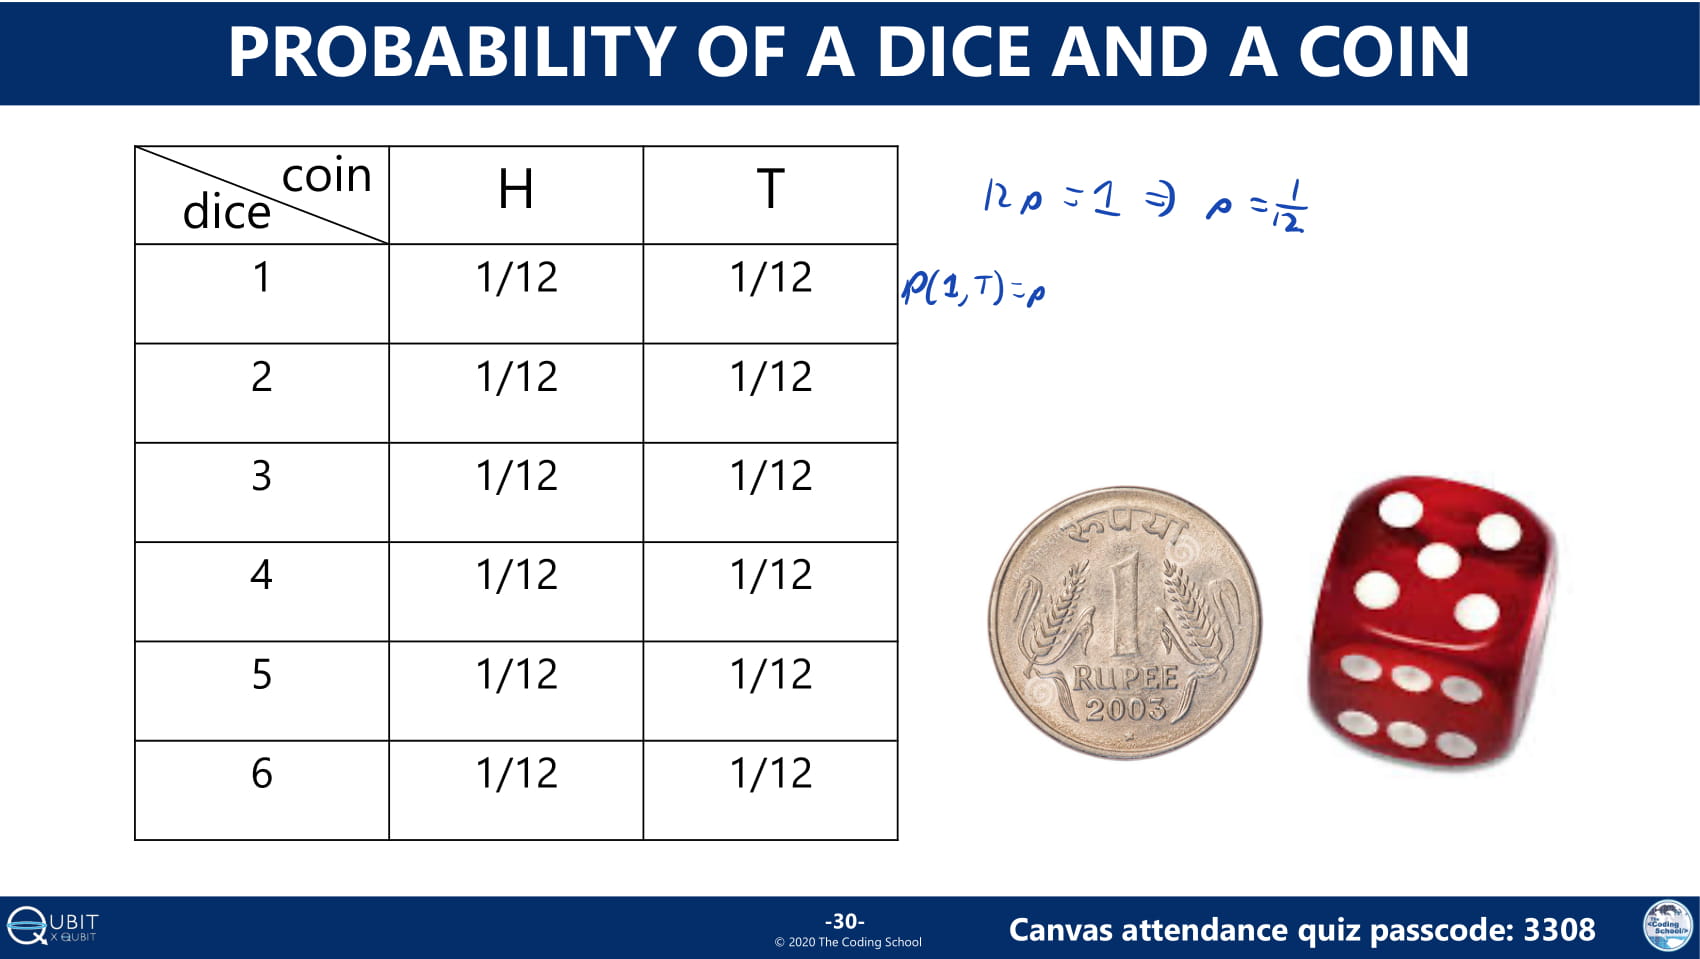 PROBABILITY OF A DICE AND A COIN
coin H T
dice
1 1/12 1/12
2 1/12 1/12
3 1/12 1/12
4 1/12 1/12
5 1/12 1/12
6 1/12 1/12
12p = 1 ⇒ p = 1/12
P(1,T)=p
रुपया
1
RUPEE
2003
QUBIT
X QUBIT
-30-
© 2020 The Coding School
Canvas attendance quiz passcode: 3308
The
<Coding
School/>